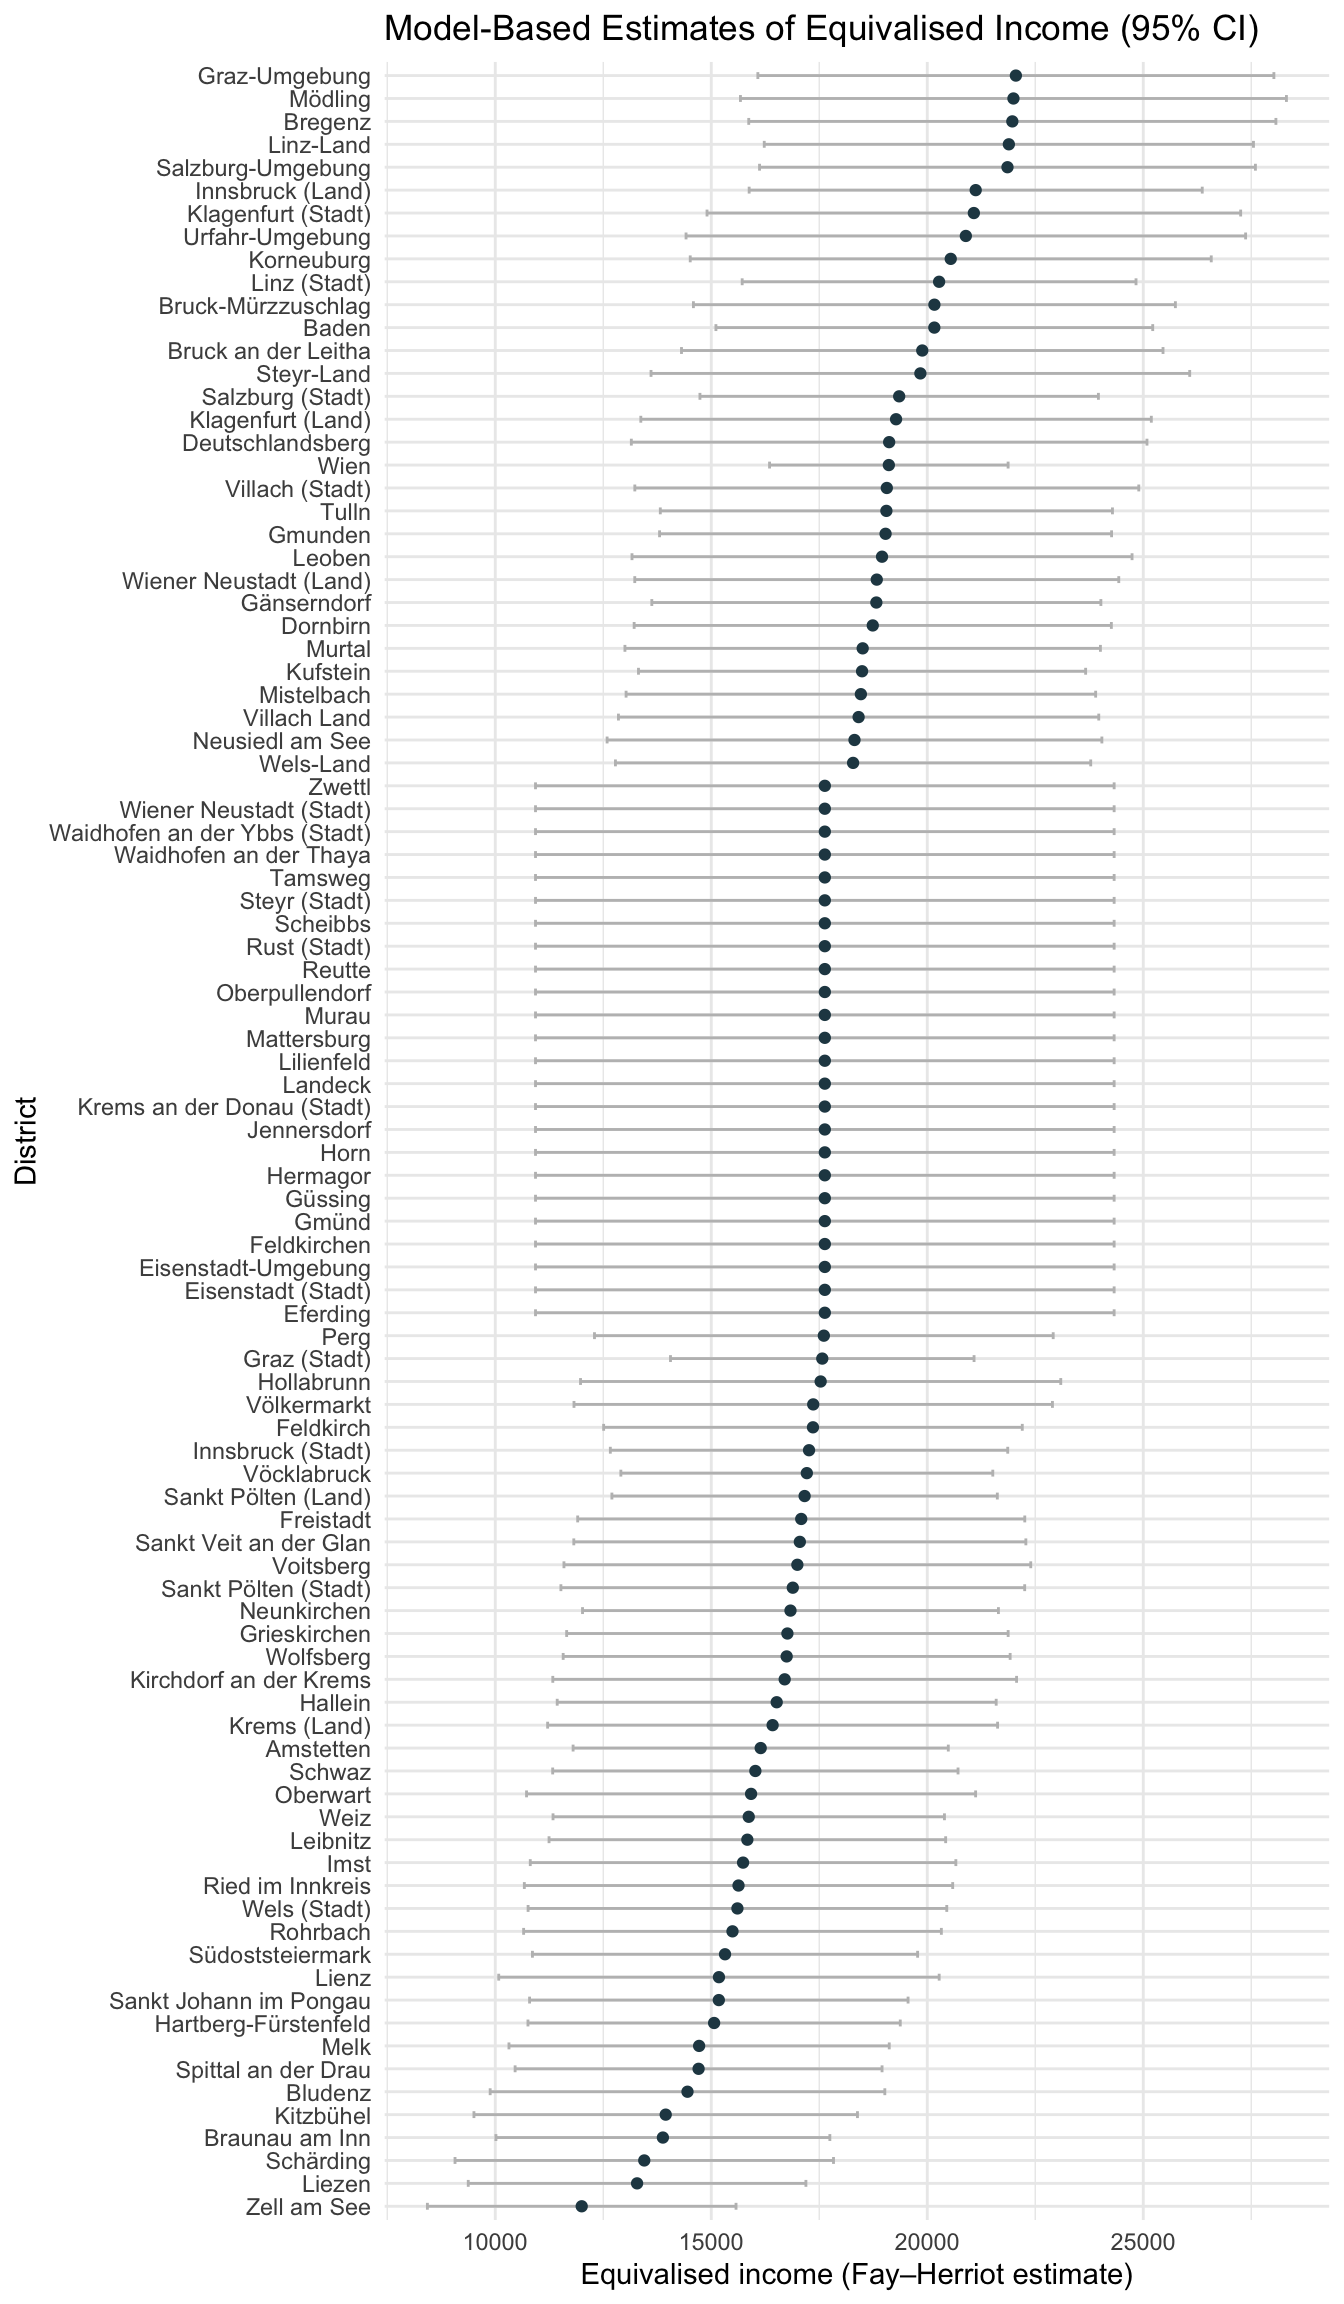 Model-Based Estimates of Equivalised Income (95% CI)
Graz-Umgebung
Mödling
Bregenz
Linz-Land
Salzburg-Umgebung
Innsbruck (Land)
Klagenfurt (Stadt)
Urfahr-Umgebung
Korneuburg
Linz (Stadt)
Bruck-Mürzzuschlag
Baden
Bruck an der Leitha
Steyr-Land
Salzburg (Stadt)
Klagenfurt (Land)
Deutschlandsberg
Wien
Villach (Stadt)
Tulln
Gmunden
Leoben
Wiener Neustadt (Land)
Gänserndorf
Dornbirn
Murtal
Kufstein
Mistelbach
Villach Land
Neusiedl am See
Wels-Land
Zwettl
Wiener Neustadt (Stadt)
Waidhofen an der Ybbs (Stadt)
Waidhofen an der Thaya
Tamsweg
Steyr (Stadt)
Scheibbs
Rust (Stadt)
Reutte
Oberpullendorf
Murau
Mattersburg
Lilienfeld
Landeck
Krems an der Donau (Stadt)
Jennersdorf
Horn
Hermagor
Güssing
Gmünd
Feldkirchen
Eisenstadt-Umgebung
Eisenstadt (Stadt)
Eferding
Perg
Graz (Stadt)
Hollabrunn
Völkermarkt
Feldkirch
Innsbruck (Stadt)
Vöcklabruck
Sankt Pölten (Land)
Freistadt
Sankt Veit an der Glan
Voitsberg
Sankt Pölten (Stadt)
Neunkirchen
Grieskirchen
Wolfsberg
Kirchdorf an der Krems
Hallein
Krems (Land)
Amstetten
Schwaz
Oberwart
Weiz
Leibnitz
Imst
Ried im Innkreis
Wels (Stadt)
Rohrbach
Südoststeiermark
Lienz
Sankt Johann im Pongau
Hartberg-Fürstenfeld
Melk
Spittal an der Drau
Bludenz
Kitzbühel
Braunau am Inn
Schärding
Liezen
Zell am See
District
10000 15000 20000 25000
Equivalised income (Fay–Herriot estimate)